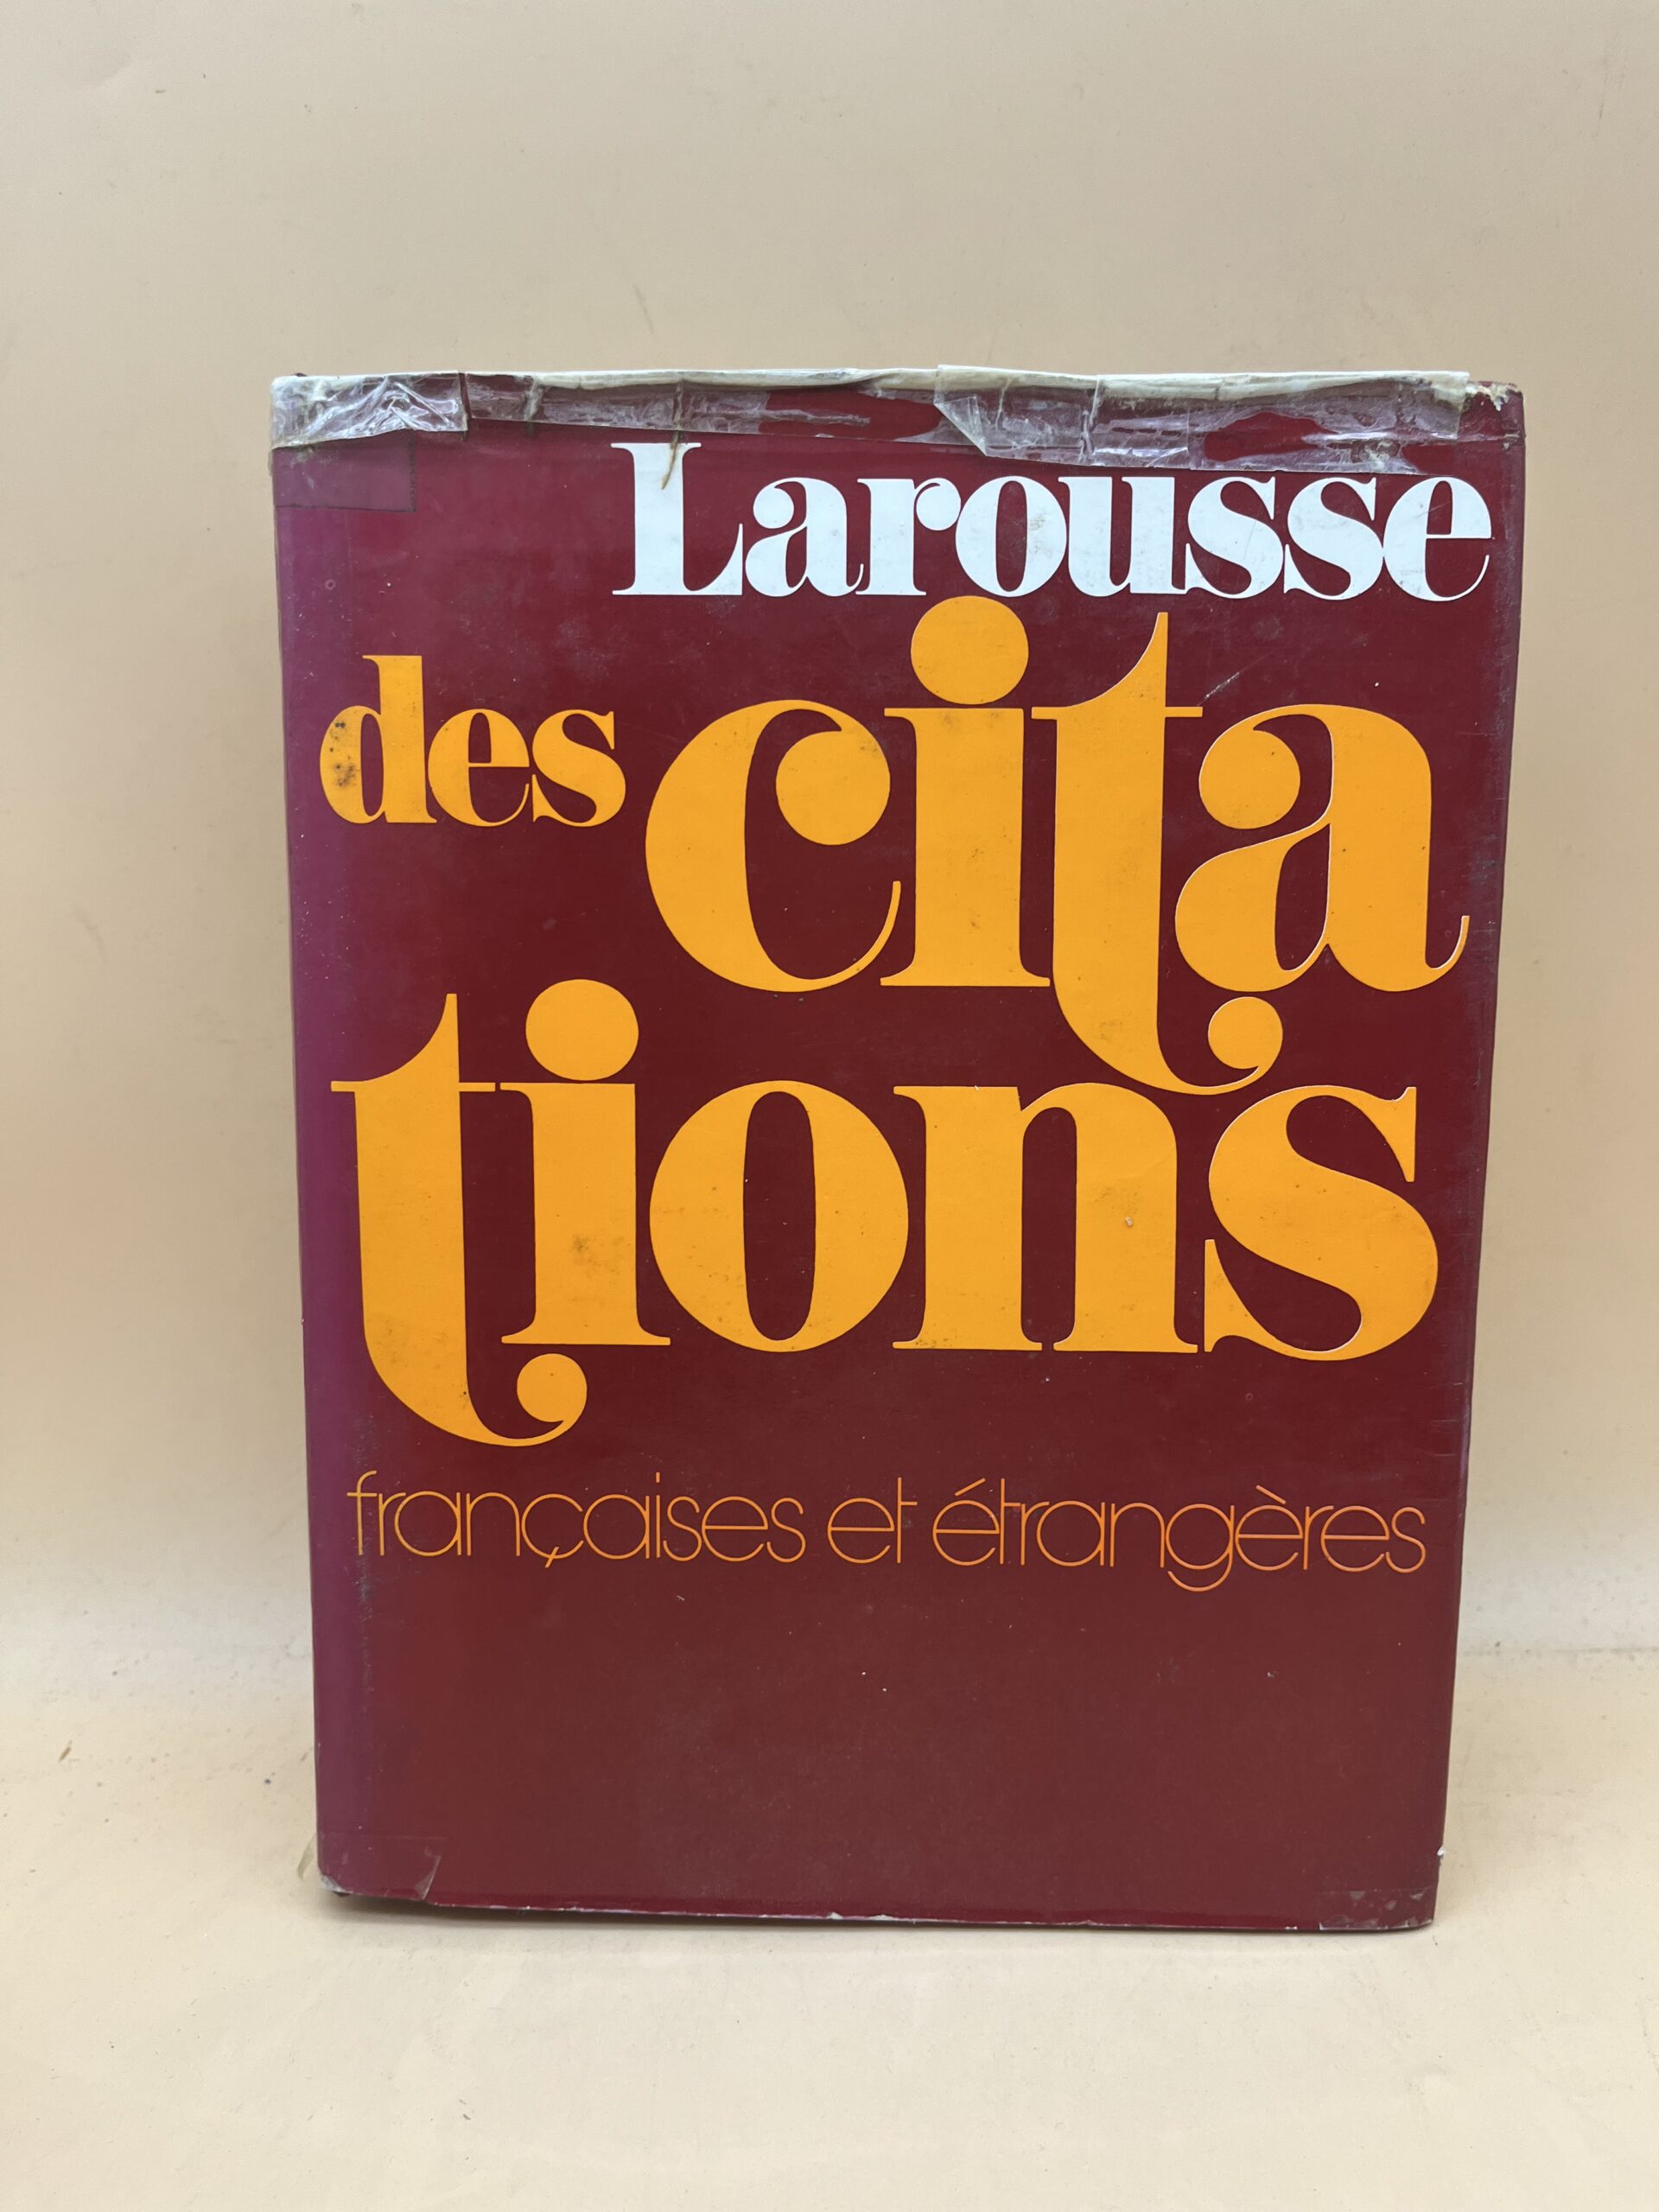 Larousse
des cita
tions
françaises et étrangères